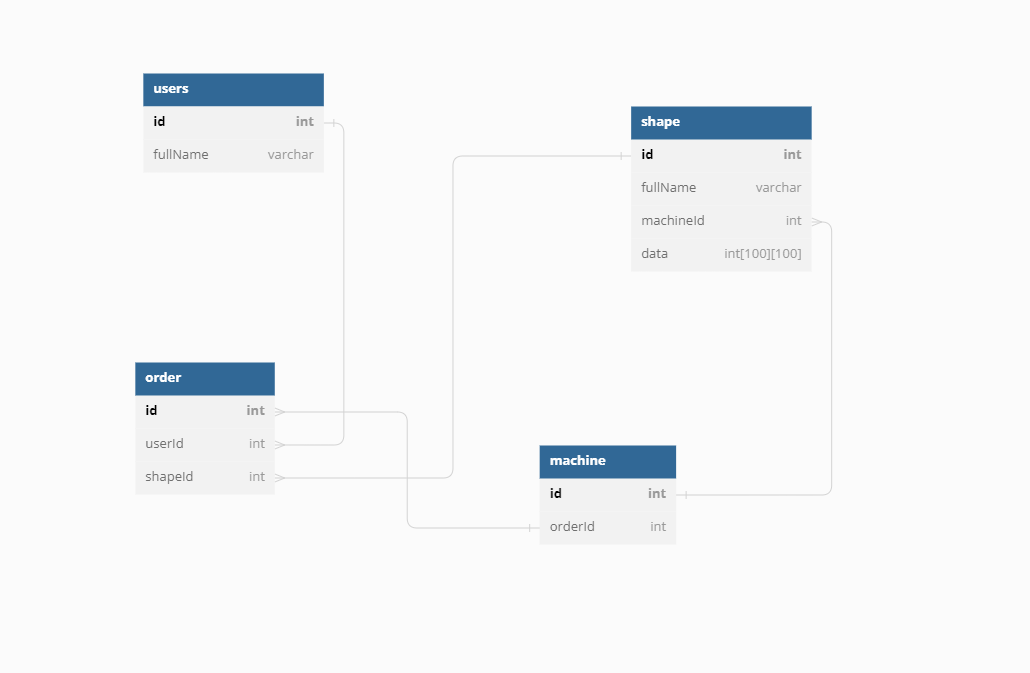 users
id int
fullName varchar
shape
id int
fullName varchar
machineId int
data int[100][100]
order
id int
userId int
shapeId int
machine
id int
orderId int